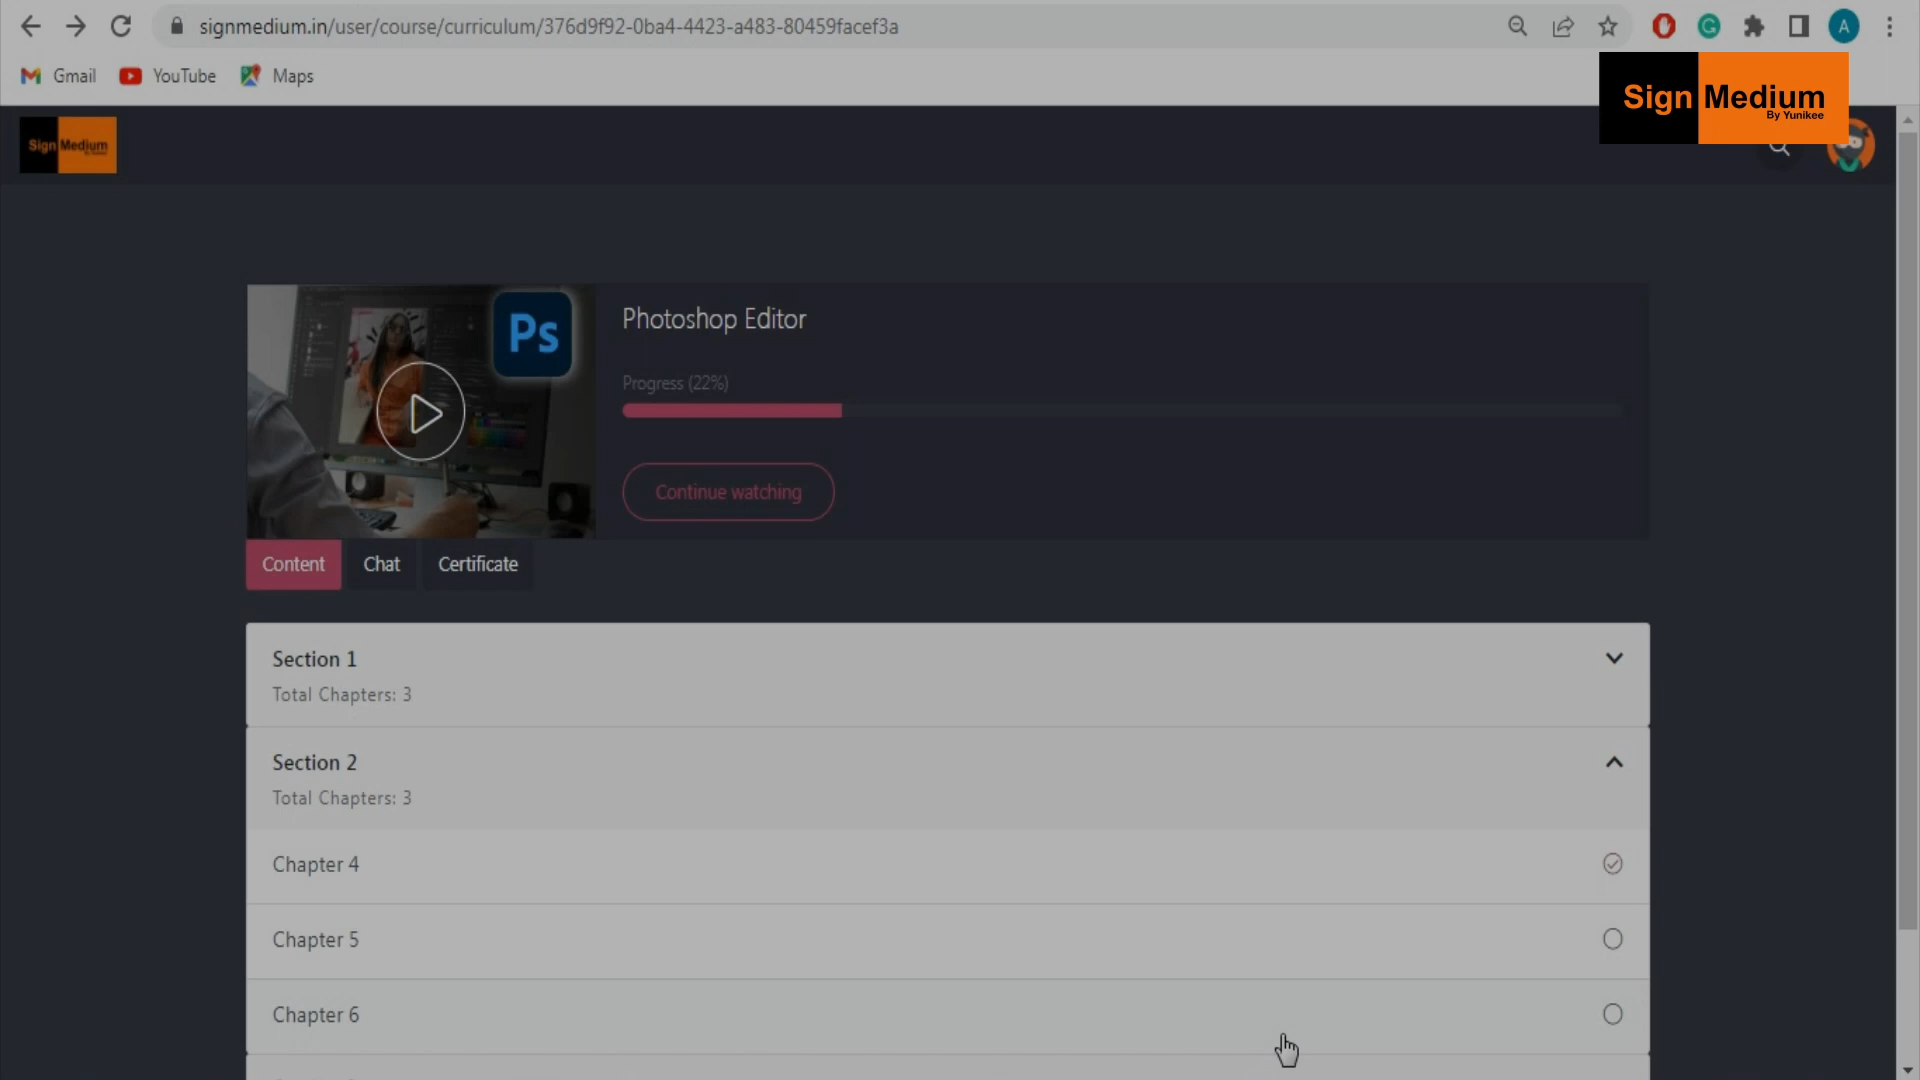 signmedium.in/user/course/curriculum/376d9f92-0ba4-4423-a483-80459facef3a
A
Gmail
YouTube
Maps
Sign Medium
By Yunikee
Sign Medium
Ps
Photoshop Editor
Progress (22%)
Continue watching
Content
Chat
Certificate
Section 1
Total Chapters: 3
Section 2
Total Chapters: 3
Chapter 4
Chapter 5
Chapter 6